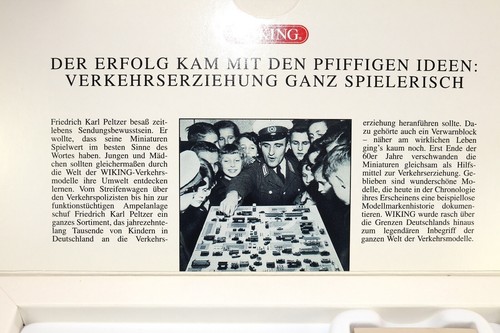 WIKING.
DER ERFOLG KAM MIT DEN PFIFFIGEN IDEEN:
VERKEHRSERZIEHUNG GANZ SPIELERISCH
Friedrich Karl Peltzer besaß zeit-
lebens Sendungsbewusstsein. Er
wollte, dass seine Miniaturen
Spielwert im besten Sinne des
Wortes haben. Jungen und Mäd-
chen sollten gleichermaßen durch
die Welt der WIKING-Verkehrs-
modelle ihre Umwelt entdecken
lernen. Vom Streifenwagen über
den Verkehrspolizisten bis hin zur
funktionstüchtigen Ampelanlage
schuf Friedrich Karl Peltzer ein
ganzes Sortiment, das jahrzehnte-
lang Tausende von Kindern in
Deutschland an die Verkehrs-
erziehung heranführen sollte. Da-
zu gehörte auch ein Verwarnblock
– näher am wirklichen Leben
ging's kaum noch. Erst Ende der
60er Jahre verschwanden die
Miniaturen gleichsam als Hilfs-
mittel zur Verkehrserziehung. Ge-
blieben sind wunderschöne Mo-
delle, die heute in der Chronologie
ihres Erscheinens eine beispiellose
Modellmarkenhistorie dokumen-
tieren. WIKING wurde rasch über
die Grenzen Deutschlands hinaus
zum legendären Inbegriff der
ganzen Welt der Verkehrsmodelle.